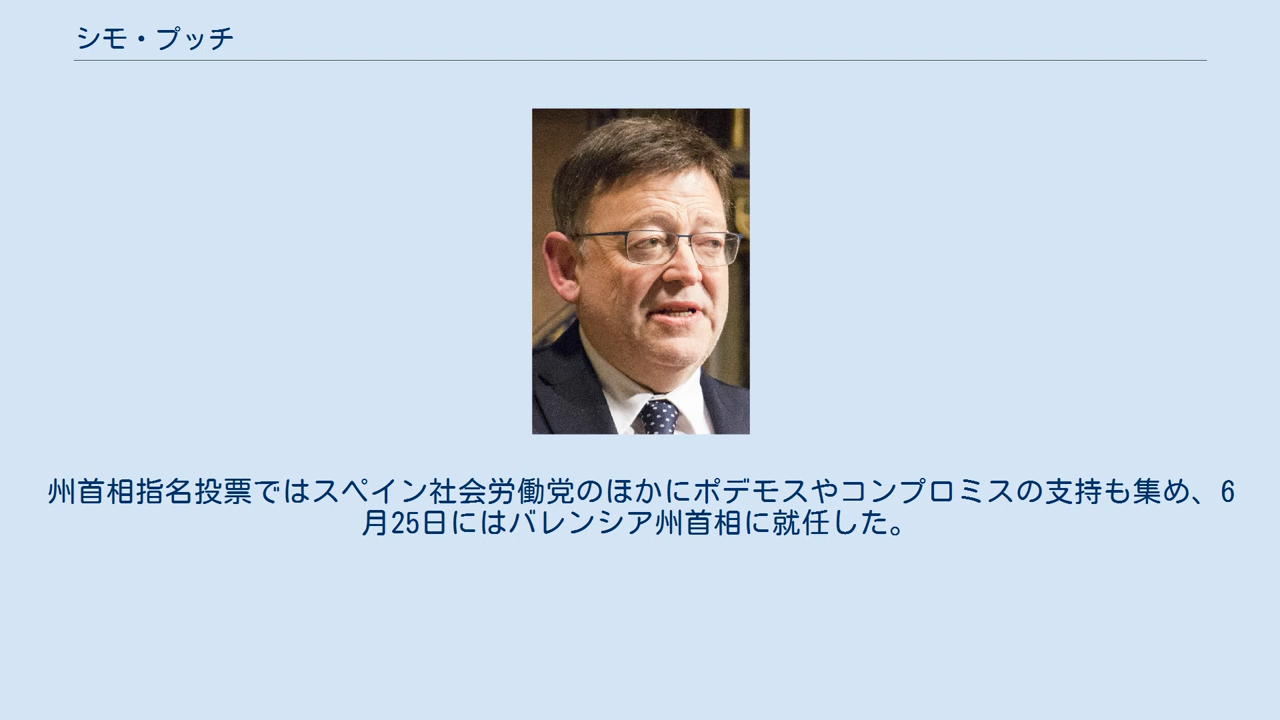 シモ・プッチ
州首相指名投票ではスペイン社会労働党のほかにポデモスやコンプロミスの支持も集め、6
月25日にはバレンシア州首相に就任した。